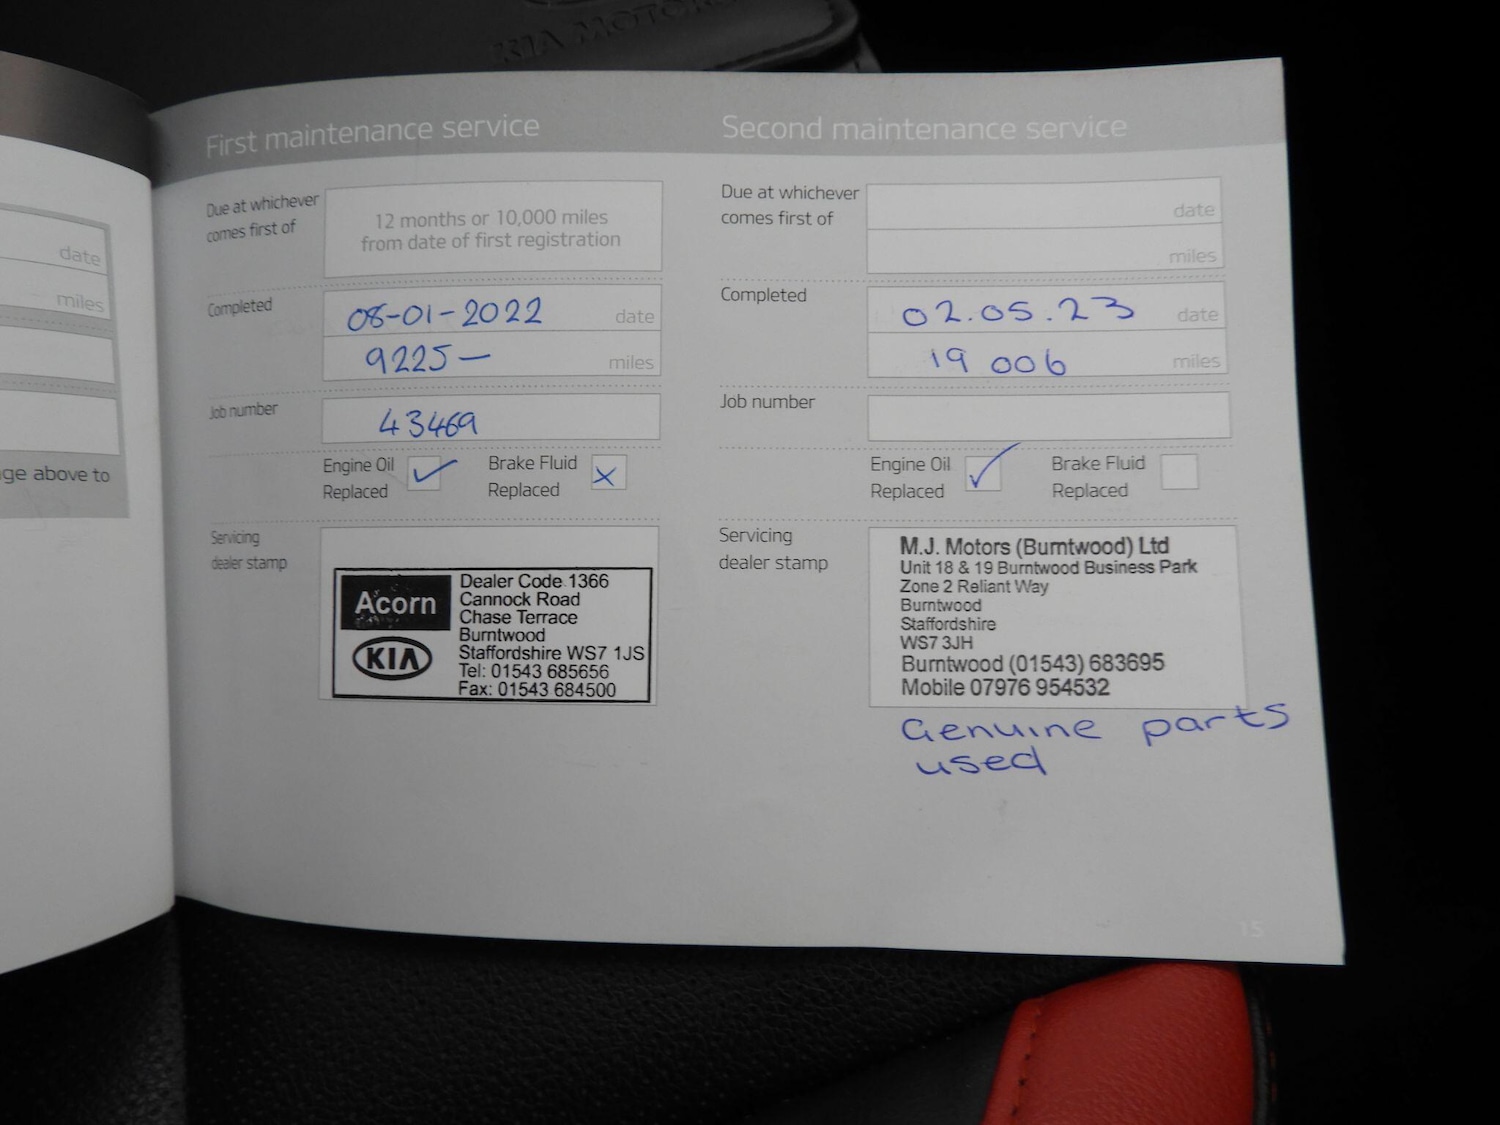 KIA MOTORS
date
miles
ge above to
First maintenance service
Due at whichever
comes first of
12 months or 10,000 miles
from date of first registration
Completed
08-01-2022 date
9225— miles
Job number
43469
Engine Oil
Replaced
✓
Brake Fluid
Replaced
x
Servicing
dealer stamp
Acorn
KIA
Dealer Code 1366
Cannock Road
Chase Terrace
Burntwood
Staffordshire WS7 1JS
Tel: 01543 685656
Fax: 01543 684500
Second maintenance service
Due at whichever
comes first of
date
miles
Completed
02.05.23 date
19 006 miles
Job number
Engine Oil
Replaced
✓
Brake Fluid
Replaced
Servicing
dealer stamp
M.J. Motors (Burntwood) Ltd
Unit 18 & 19 Burntwood Business Park
Zone 2 Reliant Way
Burntwood
Staffordshire
WS7 3JH
Burntwood (01543) 683695
Mobile 07976 954532
Genuine parts
used
15